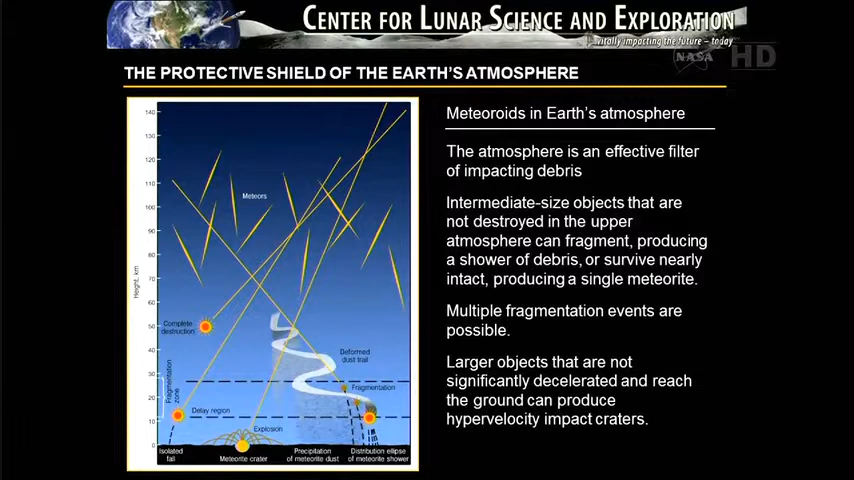 CENTER FOR LUNAR SCIENCE AND EXPLORATION
...vitally impacting the future – today
NASA HD
THE PROTECTIVE SHIELD OF THE EARTH'S ATMOSPHERE
Meteoroids in Earth's atmosphere
The atmosphere is an effective filter
of impacting debris
Intermediate-size objects that are
not destroyed in the upper
atmosphere can fragment, producing
a shower of debris, or survive nearly
intact, producing a single meteorite.
Multiple fragmentation events are
possible.
Larger objects that are not
significantly decelerated and reach
the ground can produce
hypervelocity impact craters.
140
130
120
110
100
90
80
70
60
50
40
30
20
10
0
Height, km
Meteors
Complete
destruction
Deformed
dust trail
Fragmentation
zone
Fragmentation
Delay region
Explosion
Isolated
fall
Meteorite crater
Precipitation
of meteorite dust
Distribution ellipse
of meteorite shower